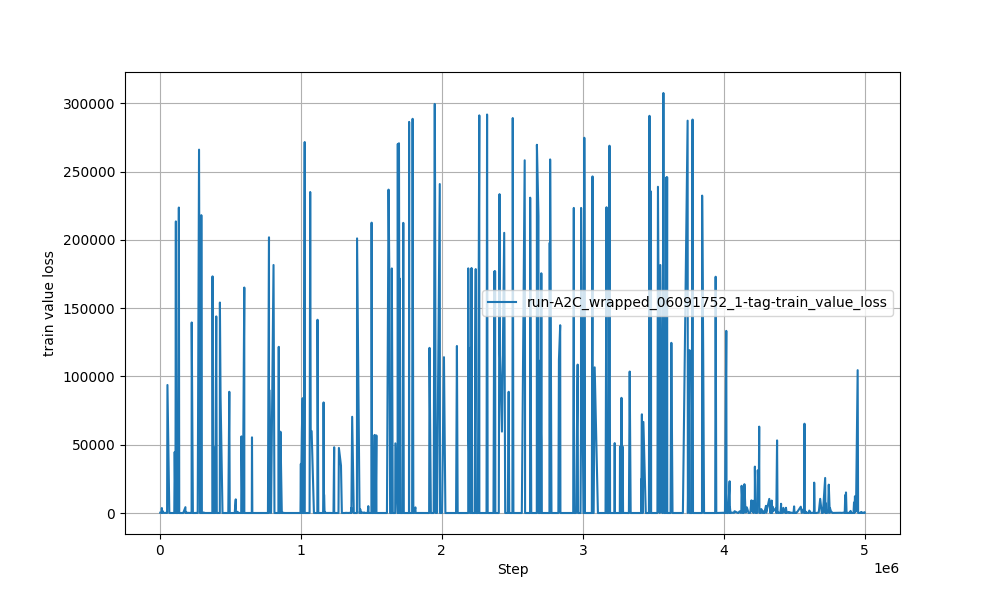 300000
250000
200000
150000
100000
50000
0
train value loss
run-A2C_wrapped_06091752_1-tag-train_value_loss
0 1 2 3 4 5
1e6
Step